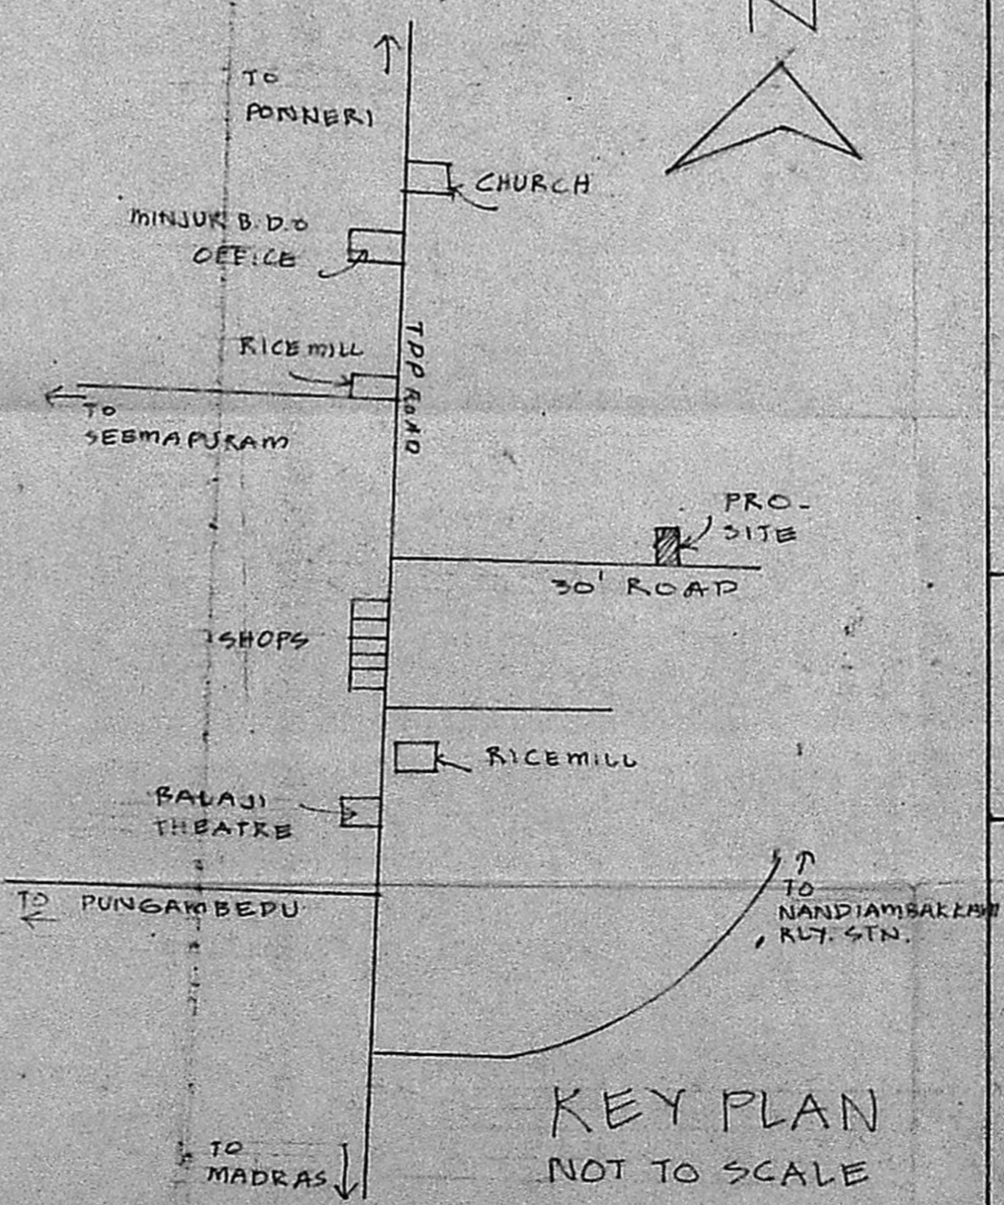 N
TO
PONNERI
CHURCH
MINJUR B.D.O
OFFICE
RICEMILL
TPP ROAD
TO
SEEMAPURAM
PRO-
SITE
30' ROAD
SHOPS
RICEMILL
BALAJI
THEATRE
TO PUNGAMBEDU
TO
NANDIAMBAKKAM
RLY. STN.
KEY PLAN
NOT TO SCALE
TO
MADRAS